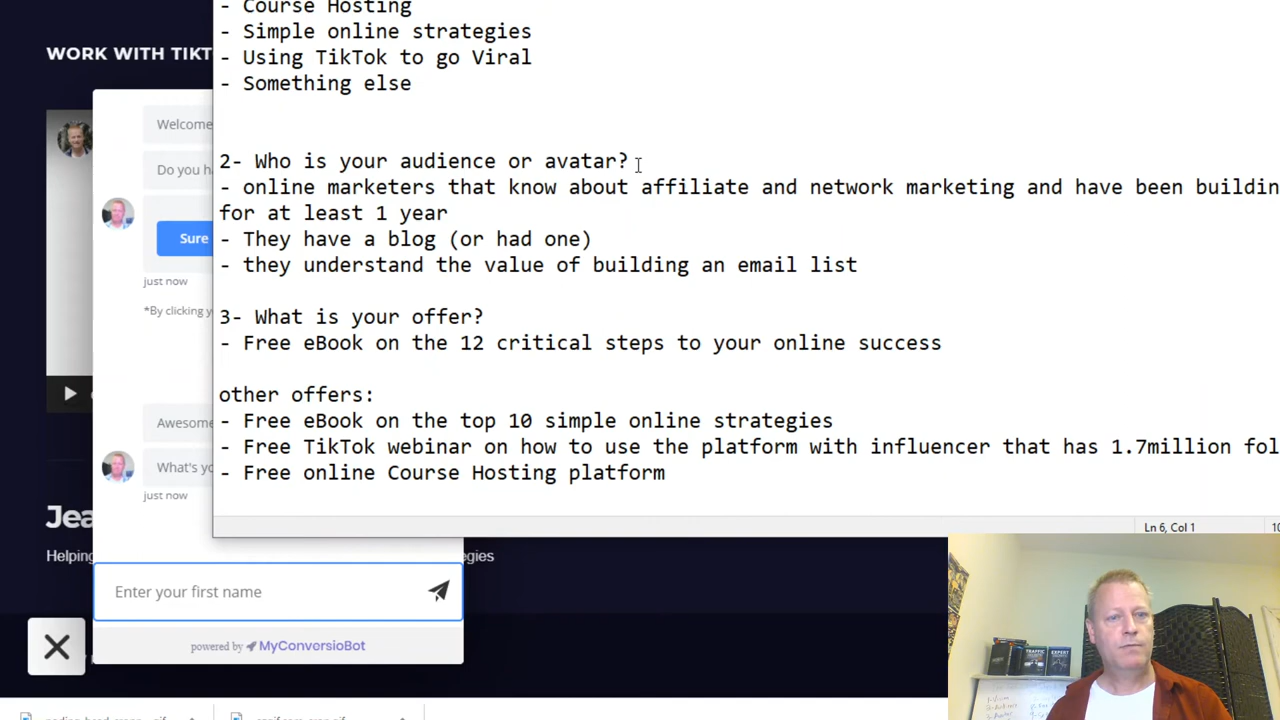 - Course Hosting
- Simple online strategies
- Using TikTok to go Viral
- Something else
WORK WITH TIKT
2- Who is your audience or avatar?
- online marketers that know about affiliate and network marketing and have been buildin
for at least 1 year
- They have a blog (or had one)
- they understand the value of building an email list
3- What is your offer?
- Free eBook on the 12 critical steps to your online success
other offers:
- Free eBook on the top 10 simple online strategies
- Free TikTok webinar on how to use the platform with influencer that has 1.7million fol
- Free online Course Hosting platform
Ln 6, Col 1
10
Welcome
Do you ha
Sure
just now
*By clicking y
Awesome
What's yo
just now
Jea
Helping
egies
Enter your first name
powered by MyConversioBot
TRAFFIC
EXPERT